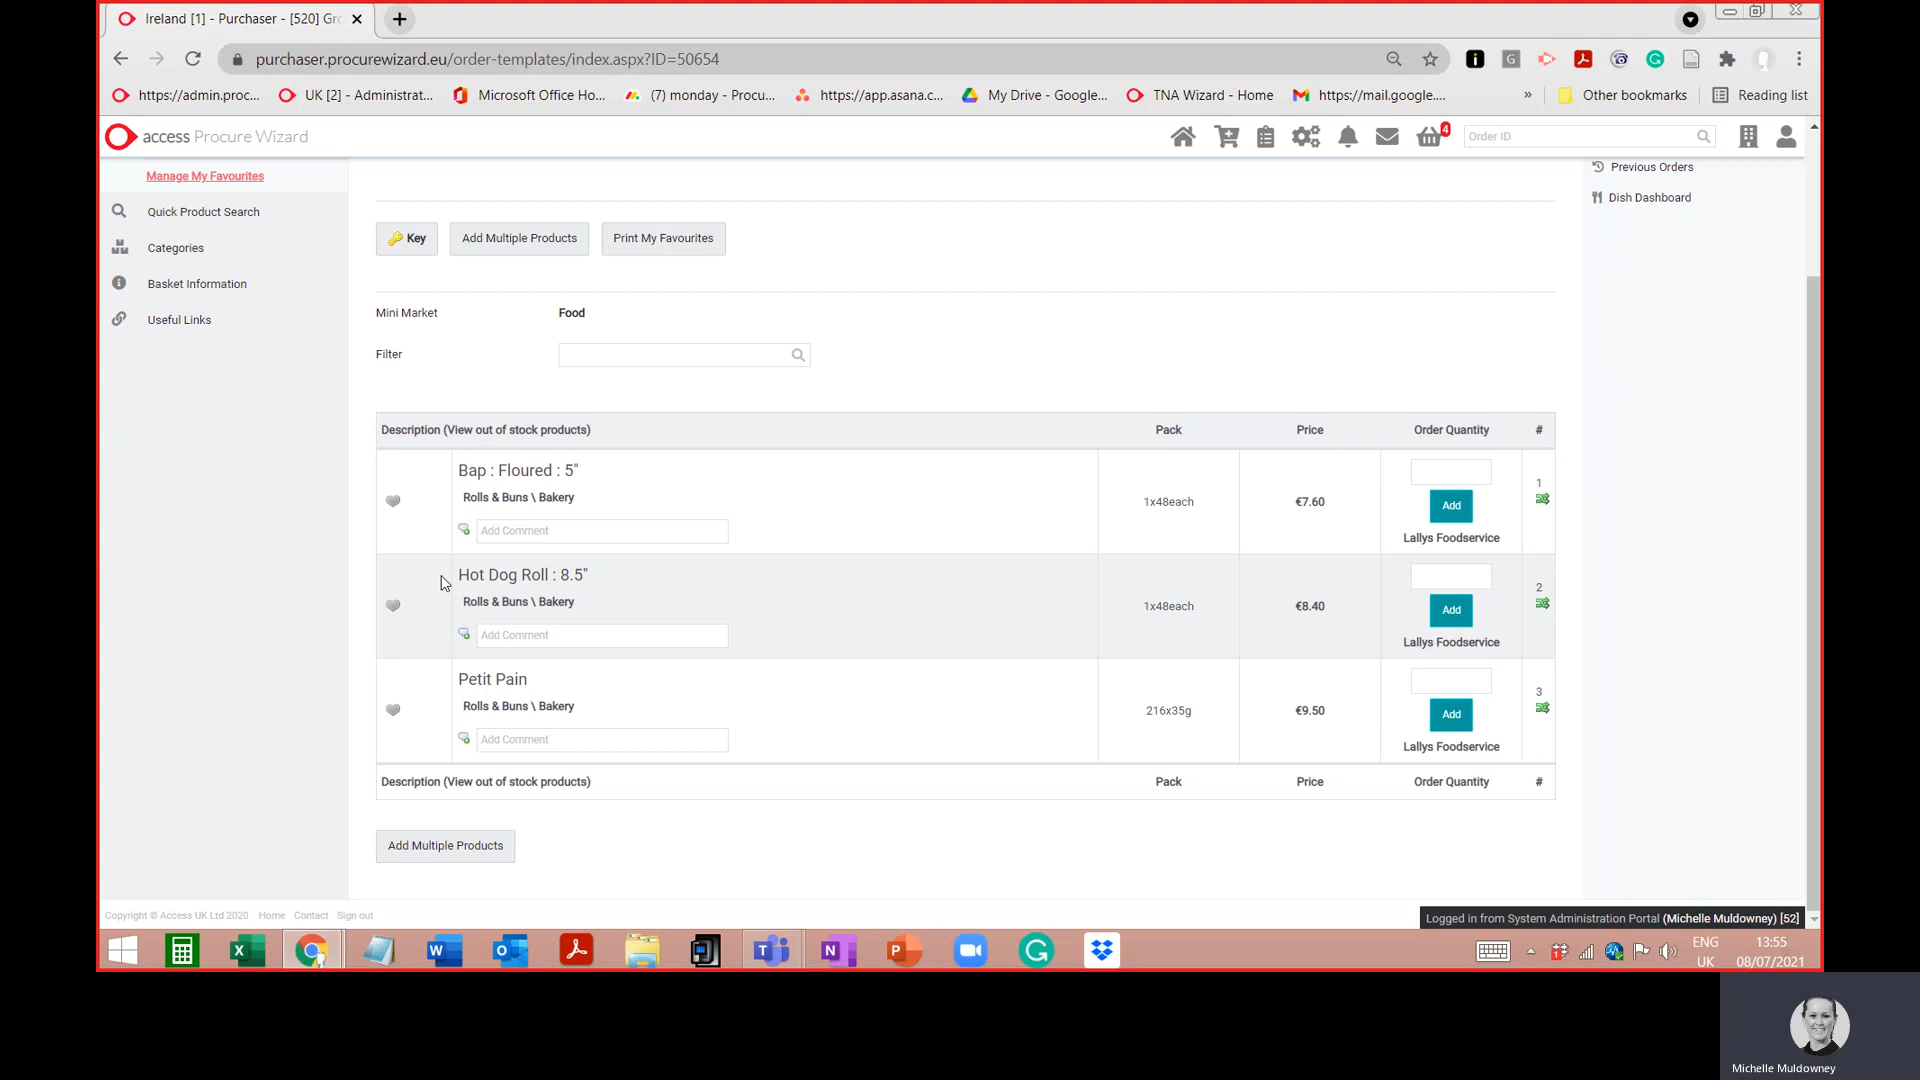 Ireland [1] - Purchaser - [520] Gr
purchaser.procurewizard.eu/order-templates/index.aspx?ID=50654
https://admin.proc...
UK [2] - Administrat...
Microsoft Office Ho...
(7) monday - Procu...
https://app.asana.c...
My Drive - Google...
TNA Wizard - Home
https://mail.google....
»
Other bookmarks
Reading list
access Procure Wizard
4
Order ID
Manage My Favourites
Quick Product Search
Categories
Basket Information
Useful Links
Previous Orders
Dish Dashboard
Key
Add Multiple Products
Print My Favourites
Mini Market
Food
Filter
Description (View out of stock products)
Pack
Price
Order Quantity
#
Bap : Floured : 5"
Rolls & Buns \ Bakery
Add Comment
1x48each
€7.60
Add
Lallys Foodservice
1
Hot Dog Roll : 8.5"
Rolls & Buns \ Bakery
Add Comment
1x48each
€8.40
Add
Lallys Foodservice
2
Petit Pain
Rolls & Buns \ Bakery
Add Comment
216x35g
€9.50
Add
Lallys Foodservice
3
Description (View out of stock products)
Pack
Price
Order Quantity
#
Add Multiple Products
Copyright © Access UK Ltd 2020
Home
Contact
Sign out
Logged in from System Administration Portal (Michelle Muldowney) [52]
ENG
UK
13:55
08/07/2021
Michelle Muldowney